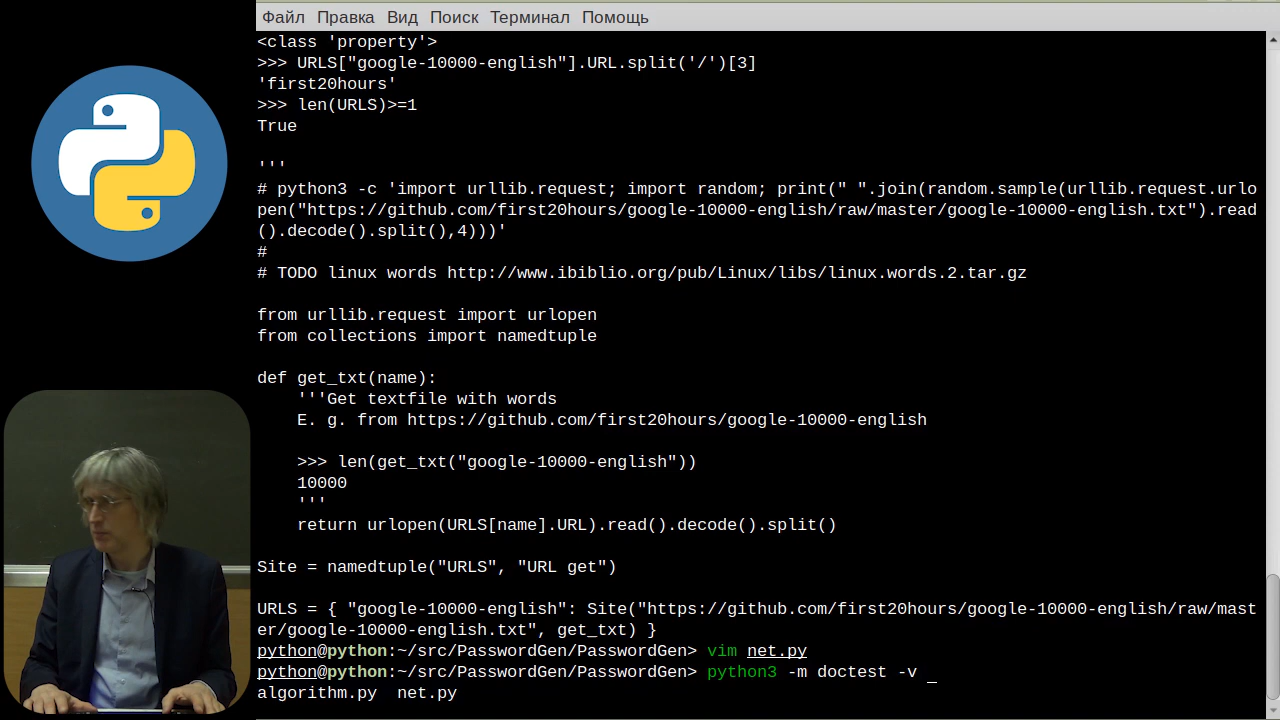 Файл Правка Вид Поиск Терминал Помощь
<class 'property'>
>>> URLS["google-10000-english"].URL.split('/')[3]
'first20hours'
>>> len(URLS)>=1
True
'''
# python3 -c 'import urllib.request; import random; print(" ".join(random.sample(urllib.request.urlo
pen("https://github.com/first20hours/google-10000-english/raw/master/google-10000-english.txt").read
().decode().split(),4)))'
#
# TODO linux words http://www.ibiblio.org/pub/Linux/libs/linux.words.2.tar.gz
from urllib.request import urlopen
from collections import namedtuple
def get_txt(name):
    '''Get textfile with words
    E. g. from https://github.com/first20hours/google-10000-english
    >>> len(get_txt("google-10000-english"))
    10000
    '''
    return urlopen(URLS[name].URL).read().decode().split()
Site = namedtuple("URLS", "URL get")
URLS = { "google-10000-english": Site("https://github.com/first20hours/google-10000-english/raw/mast
er/google-10000-english.txt", get_txt) }
python@python:~/src/PasswordGen/PasswordGen> vim net.py
python@python:~/src/PasswordGen/PasswordGen> python3 -m doctest -v _
algorithm.py  net.py